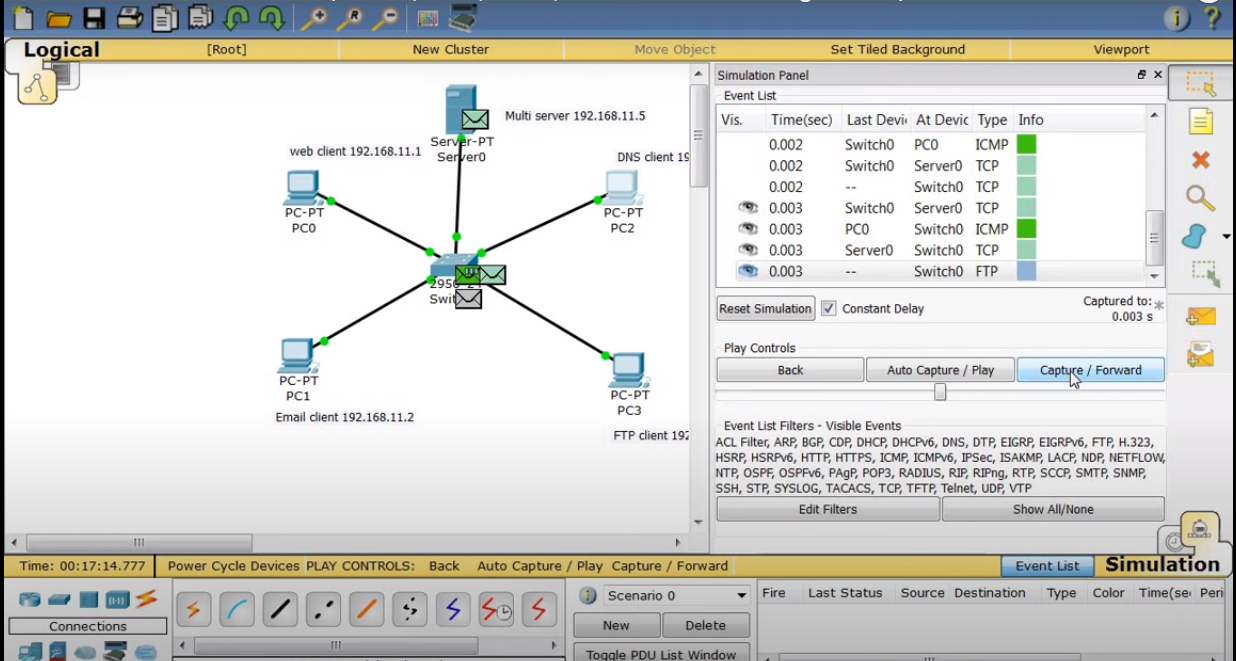 Logical
[Root]
New Cluster
Move Object
Set Tiled Background
Viewport
Multi server 192.168.11.5
Server-PT
Server0
web client 192.168.11.1
DNS client 19
PC-PT
PC0
PC-PT
PC2
Swit
PC-PT
PC1
Email client 192.168.11.2
PC-PT
PC3
FTP client 192
Simulation Panel
Event List
Vis. Time(sec) Last Devi At Devic Type Info
0.002 Switch0 PC0 ICMP
0.002 Switch0 Server0 TCP
0.002 -- Switch0 TCP
0.003 Switch0 Server0 TCP
0.003 PC0 Switch0 ICMP
0.003 Server0 Switch0 TCP
0.003 -- Switch0 FTP
Reset Simulation Constant Delay
Captured to:
0.003 s
Play Controls
Back Auto Capture / Play Capture / Forward
Event List Filters - Visible Events
ACL Filter, ARP, BGP, CDP, DHCP, DHCPv6, DNS, DTP, EIGRP, EIGRPv6, FTP, H.323,
HSRP, HSRPv6, HTTP, HTTPS, ICMP, ICMPv6, IPSec, ISAKMP, LACP, NDP, NETFLOW,
NTP, OSPF, OSPFv6, PAgP, POP3, RADIUS, RIP, RIPng, RTP, SCCP, SMTP, SNMP,
SSH, STP, SYSLOG, TACACS, TCP, TFTP, Telnet, UDP, VTP
Edit Filters Show All/None
Time: 00:17:14.777 Power Cycle Devices PLAY CONTROLS: Back Auto Capture / Play Capture / Forward
Event List Simulation
Connections
Scenario 0
New Delete
Toggle PDU List Window
Fire Last Status Source Destination Type Color Time(se Peri